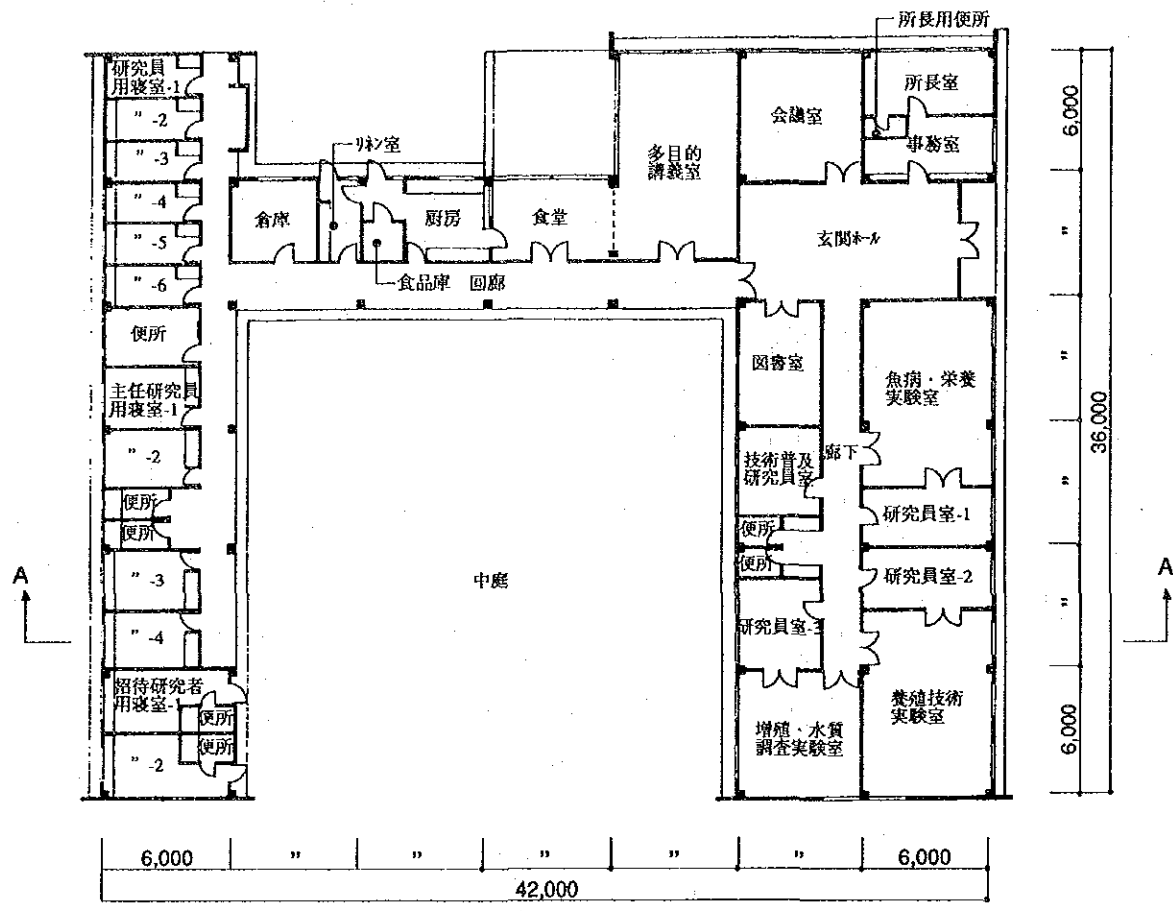 所長用便所
研究員
用寝室-1
〃 -2
〃 -3
〃 -4
〃 -5
〃 -6
便所
主任研究員
用寝室-1
〃 -2
便所
便所
〃 -3
〃 -4
招待研究者
用寝室-1
便所
便所
〃 -2
リネン室
倉庫
厨房
食品庫
回廊
食堂
多目的
講義室
会議室
所長室
事務室
玄関ホール
図書室
魚病・栄養
実験室
技術普及
研究員室
廊下
便所
便所
研究員室-1
研究員室-2
研究員室-3
増殖、水質
調査実験室
養殖技術
実験室
中庭
A
A
6,000
〃
〃
〃
〃
6,000
36,000
6,000
〃
〃
〃
〃
〃
6,000
42,000